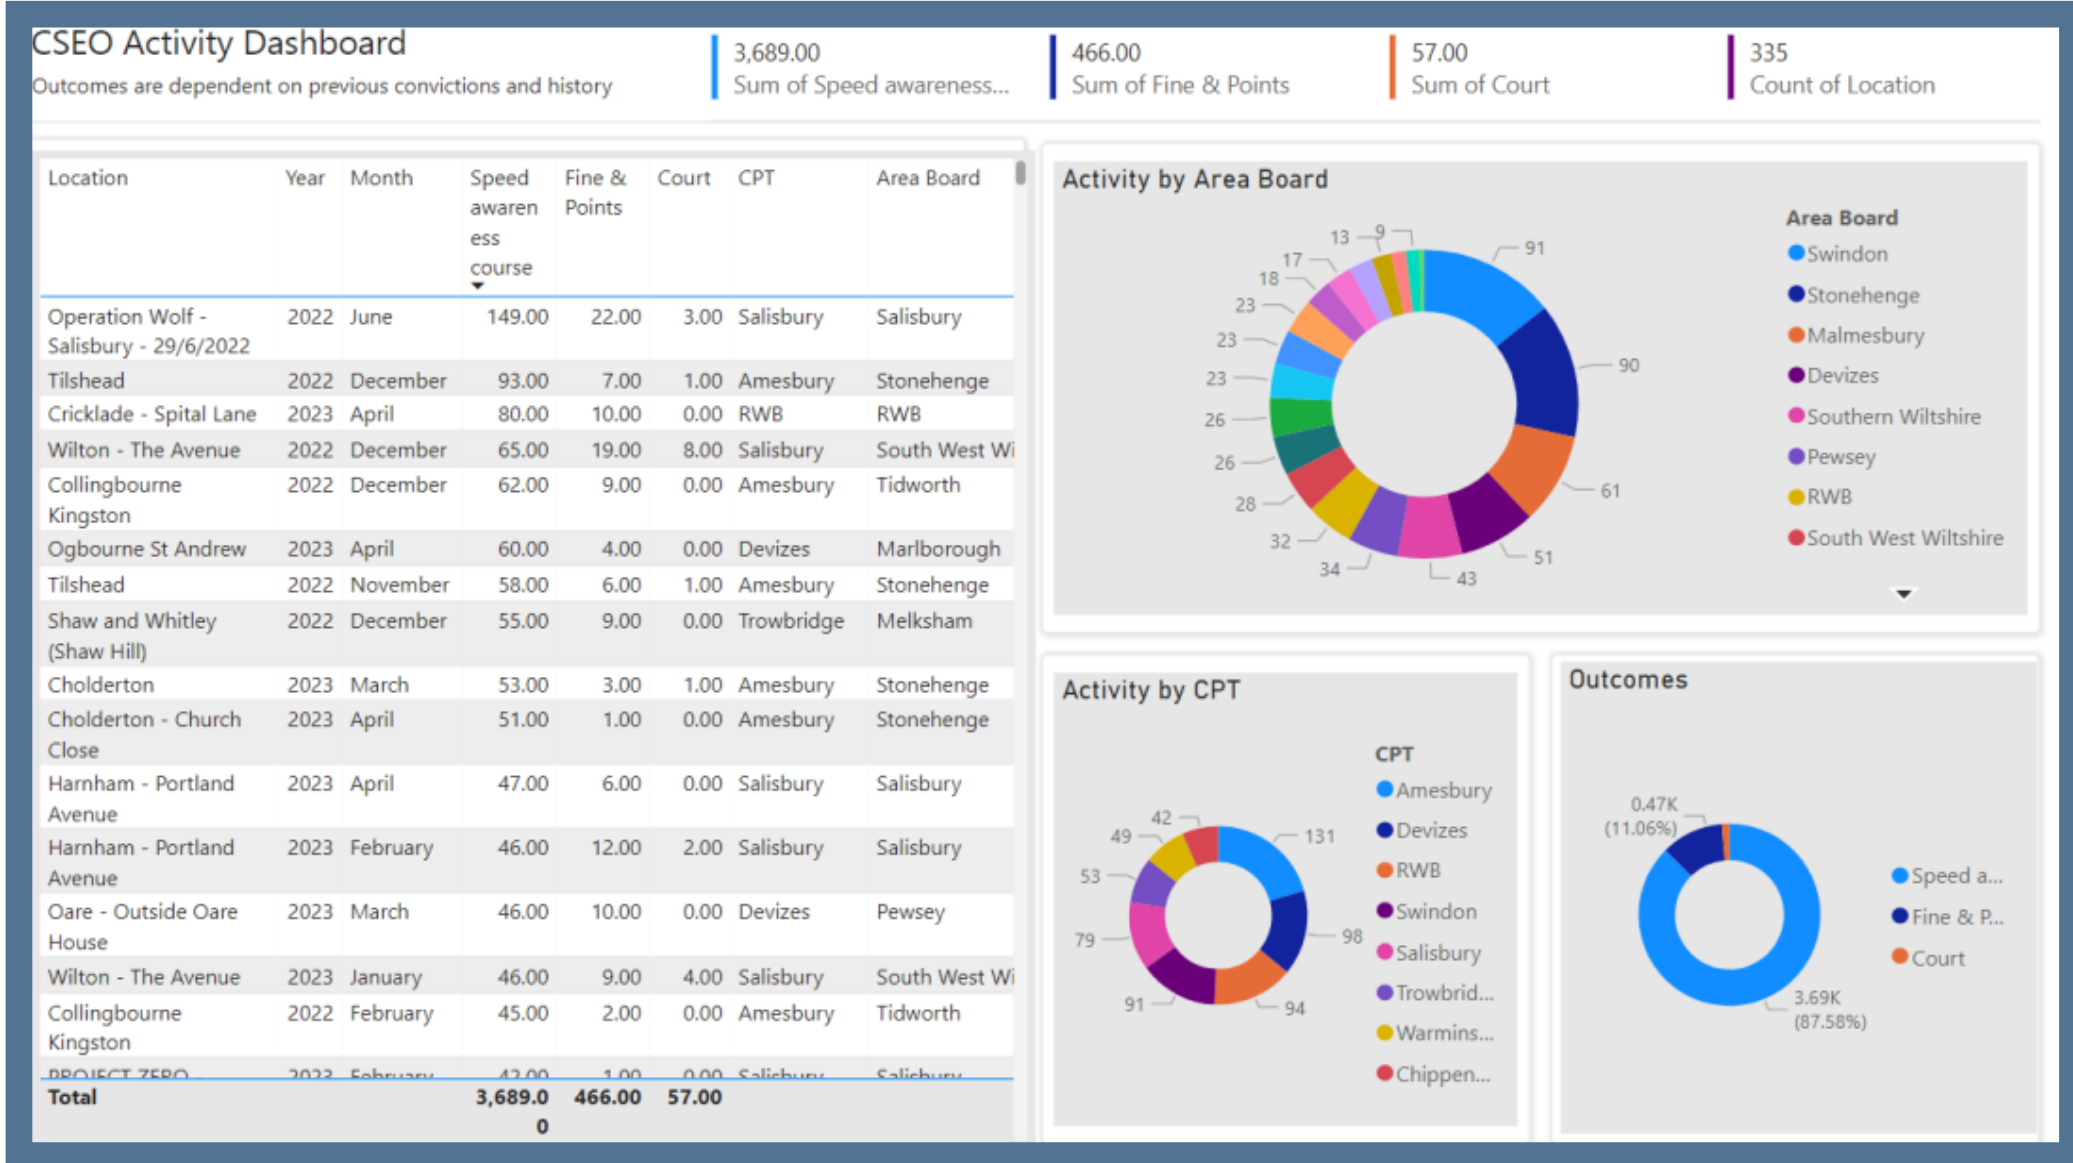 CSEO Activity Dashboard
Outcomes are dependent on previous convictions and history
3,689.00
Sum of Speed awareness...
466.00
Sum of Fine & Points
57.00
Sum of Court
335
Count of Location
Location Year Month Speed awaren ess course Fine & Points Court CPT Area Board
Operation Wolf - Salisbury - 29/6/2022 2022 June 149.00 22.00 3.00 Salisbury Salisbury
Tilshead 2022 December 93.00 7.00 1.00 Amesbury Stonehenge
Cricklade - Spital Lane 2023 April 80.00 10.00 0.00 RWB RWB
Wilton - The Avenue 2022 December 65.00 19.00 8.00 Salisbury South West Wi
Collingbourne Kingston 2022 December 62.00 9.00 0.00 Amesbury Tidworth
Ogbourne St Andrew 2023 April 60.00 4.00 0.00 Devizes Marlborough
Tilshead 2022 November 58.00 6.00 1.00 Amesbury Stonehenge
Shaw and Whitley (Shaw Hill) 2022 December 55.00 9.00 0.00 Trowbridge Melksham
Cholderton 2023 March 53.00 3.00 1.00 Amesbury Stonehenge
Cholderton - Church Close 2023 April 51.00 1.00 0.00 Amesbury Stonehenge
Harnham - Portland Avenue 2023 April 47.00 6.00 0.00 Salisbury Salisbury
Harnham - Portland Avenue 2023 February 46.00 12.00 2.00 Salisbury Salisbury
Oare - Outside Oare House 2023 March 46.00 10.00 0.00 Devizes Pewsey
Wilton - The Avenue 2023 January 46.00 9.00 4.00 Salisbury South West Wi
Collingbourne Kingston 2022 February 45.00 2.00 0.00 Amesbury Tidworth
PROJECT ZERO 2023 February 42.00 1.00 0.00 Salisbury Salisbury
Total 3,689.0 0 466.00 57.00
Activity by Area Board
91
90
61
51
43
34
32
28
26
26
23
23
23
18
17
13
9
Area Board
Swindon
Stonehenge
Malmesbury
Devizes
Southern Wiltshire
Pewsey
RWB
South West Wiltshire
Activity by CPT
131
98
94
91
79
53
49
42
CPT
Amesbury
Devizes
RWB
Swindon
Salisbury
Trowbrid...
Warmins...
Chippen...
Outcomes
0.47K
(11.06%)
3.69K
(87.58%)
Speed a...
Fine & P...
Court